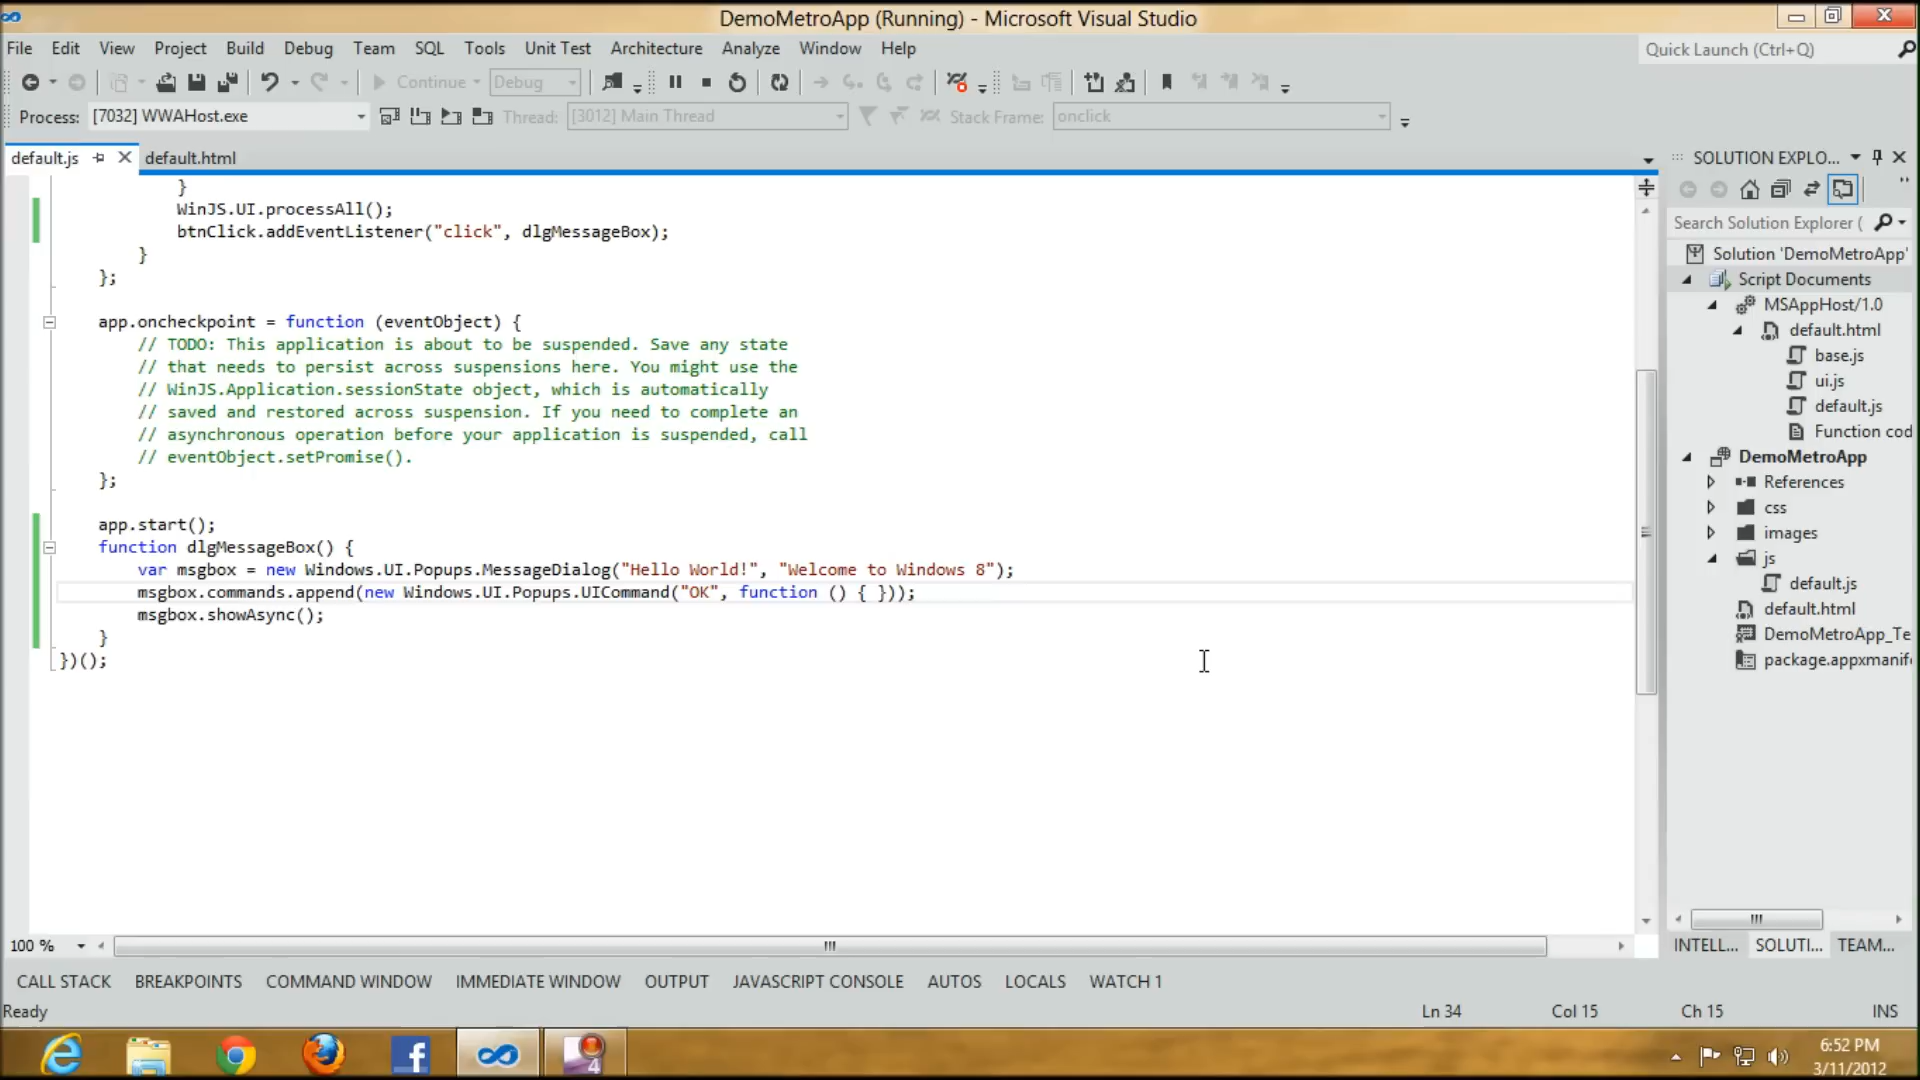 DemoMetroApp (Running) - Microsoft Visual Studio
File Edit View Project Build Debug Team SQL Tools Unit Test Architecture Analyze Window Help
Quick Launch (Ctrl+Q)
Continue Debug
Process: [7032] WWAHost.exe Thread: [3012] Main Thread Stack Frame: onclick
default.js default.html
}
WinJS.UI.processAll();
btnClick.addEventListener("click", dlgMessageBox);
}
};
app.oncheckpoint = function (eventObject) {
// TODO: This application is about to be suspended. Save any state
// that needs to persist across suspensions here. You might use the
// WinJS.Application.sessionState object, which is automatically
// saved and restored across suspension. If you need to complete an
// asynchronous operation before your application is suspended, call
// eventObject.setPromise().
};
app.start();
function dlgMessageBox() {
var msgbox = new Windows.UI.Popups.MessageDialog("Hello World!", "Welcome to Windows 8");
msgbox.commands.append(new Windows.UI.Popups.UICommand("OK", function () { }));
msgbox.showAsync();
}
})();
SOLUTION EXPLO...
Search Solution Explorer (
Solution 'DemoMetroApp'
Script Documents
MSAppHost/1.0
default.html
base.js
ui.js
default.js
Function cod
DemoMetroApp
References
css
images
js
default.js
default.html
DemoMetroApp_Te
package.appxmanife
100 %
INTELL... SOLUTI... TEAM...
CALL STACK BREAKPOINTS COMMAND WINDOW IMMEDIATE WINDOW OUTPUT JAVASCRIPT CONSOLE AUTOS LOCALS WATCH 1
Ready Ln 34 Col 15 Ch 15 INS
4
6:52 PM
3/11/2012